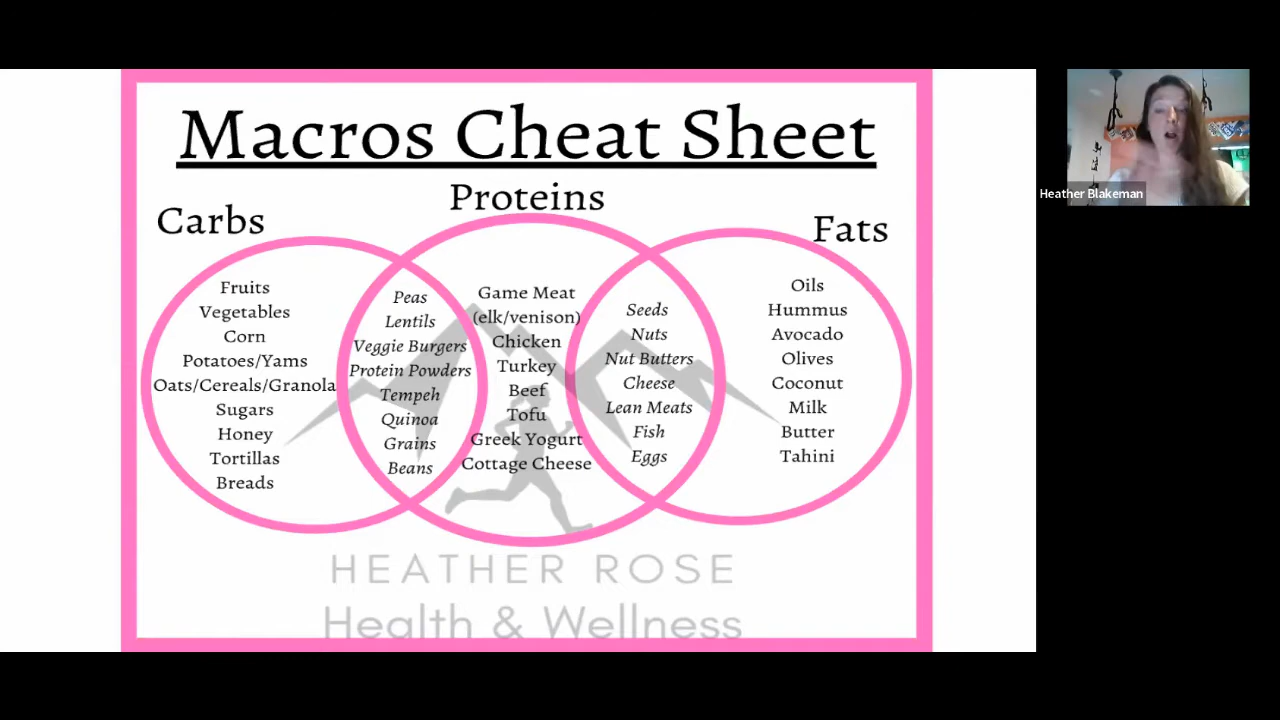 Macros Cheat Sheet
Carbs
Proteins
Fats
Fruits
Vegetables
Corn
Potatoes/Yams
Oats/Cereals/Granola
Sugars
Honey
Tortillas
Breads
Peas
Lentils
Veggie Burgers
Protein Powders
Tempeh
Quinoa
Grains
Beans
Game Meat
(elk/venison)
Chicken
Turkey
Beef
Tofu
Greek Yogurt
Cottage Cheese
Seeds
Nuts
Nut Butters
Cheese
Lean Meats
Fish
Eggs
Oils
Hummus
Avocado
Olives
Coconut
Milk
Butter
Tahini
HEATHER ROSE
Health & Wellness
Heather Blakeman